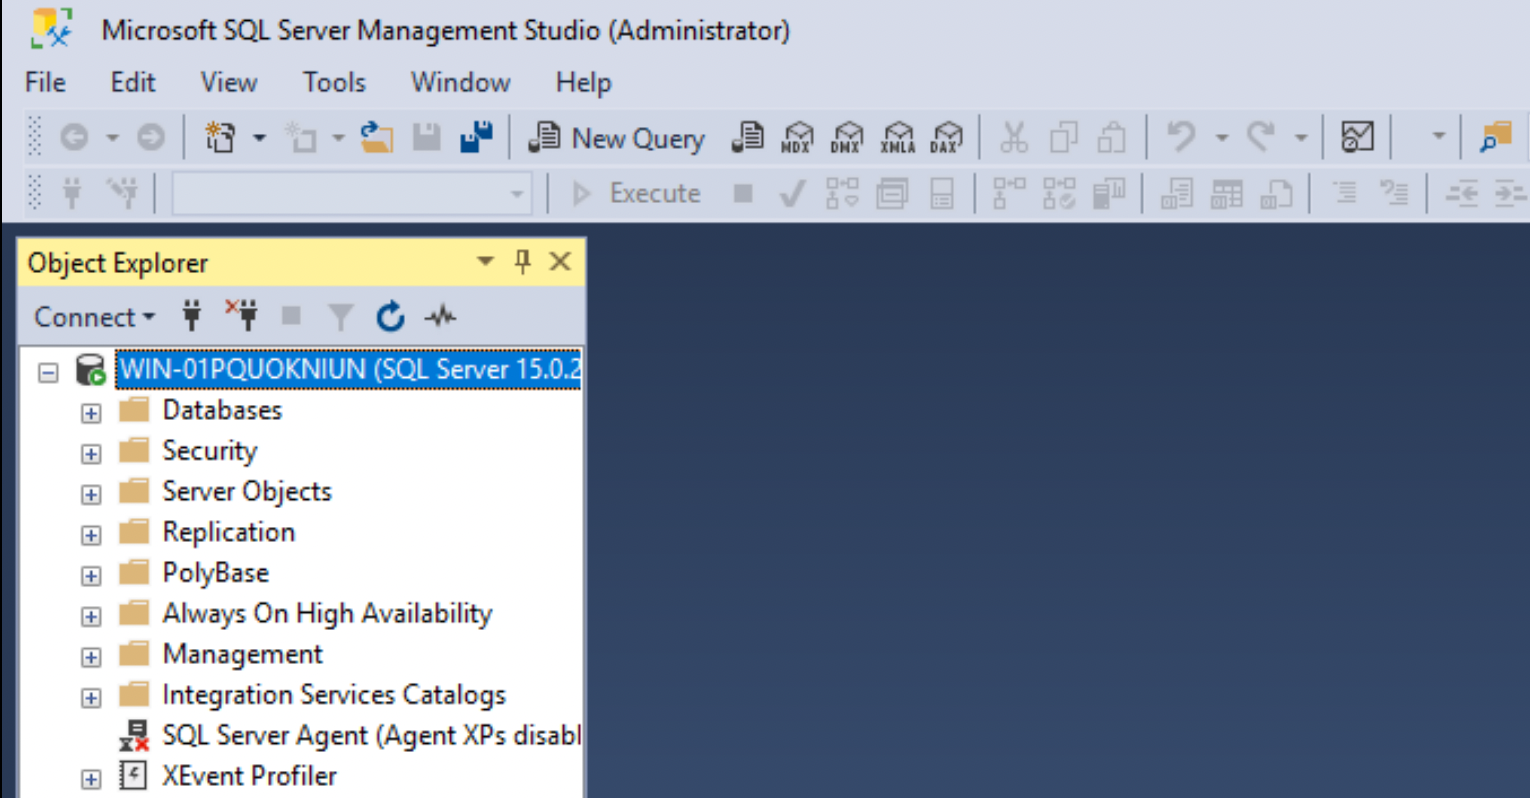 Microsoft SQL Server Management Studio (Administrator)
File Edit View Tools Window Help
New Query MDX DMX XMLA DAX
Execute
Object Explorer
Connect
WIN-01PQUOKNIUN (SQL Server 15.0.2
Databases
Security
Server Objects
Replication
PolyBase
Always On High Availability
Management
Integration Services Catalogs
SQL Server Agent (Agent XPs disabl
XEvent Profiler